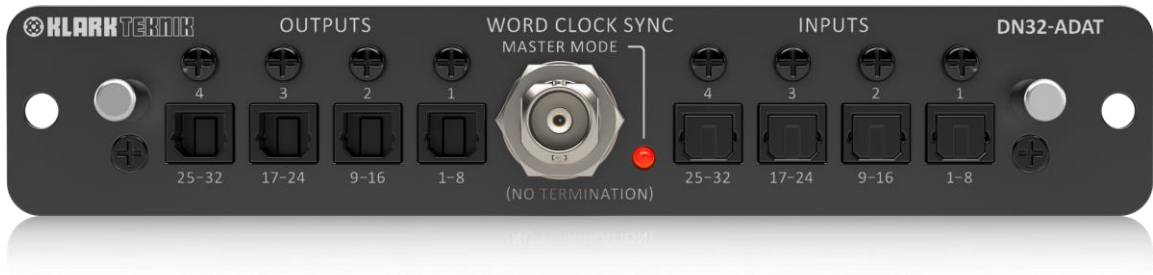 KLARK TEKNIK
OUTPUTS
WORD CLOCK SYNC
INPUTS
DN32-ADAT
MASTER MODE
4 3 2 1
4 3 2 1
25-32 17-24 9-16 1-8
25-32 17-24 9-16 1-8
(NO TERMINATION)